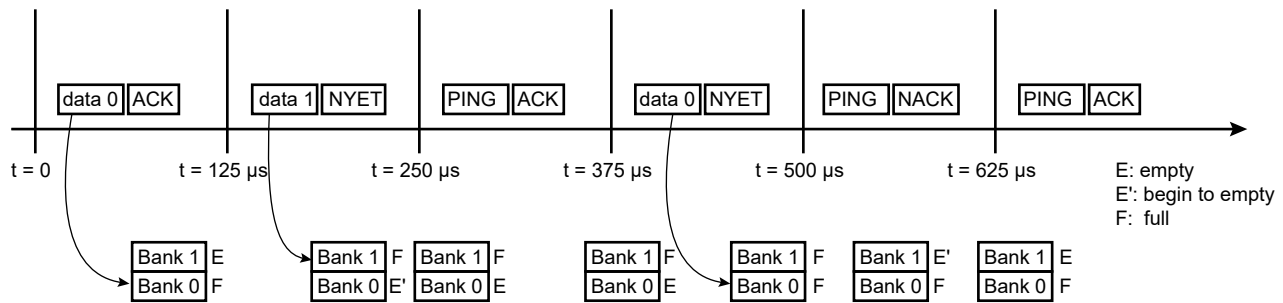 data 0 ACK data 1 NYET PING ACK data 0 NYET PING NACK PING ACK
t = 0 t = 125 μs t = 250 μs t = 375 μs t = 500 μs t = 625 μs
E: empty
E': begin to empty
F: full
Bank 1 E Bank 1 F Bank 1 F Bank 1 F Bank 1 F Bank 1 E' Bank 1 E
Bank 0 F Bank 0 E' Bank 0 E Bank 0 E Bank 0 F Bank 0 F Bank 0 F